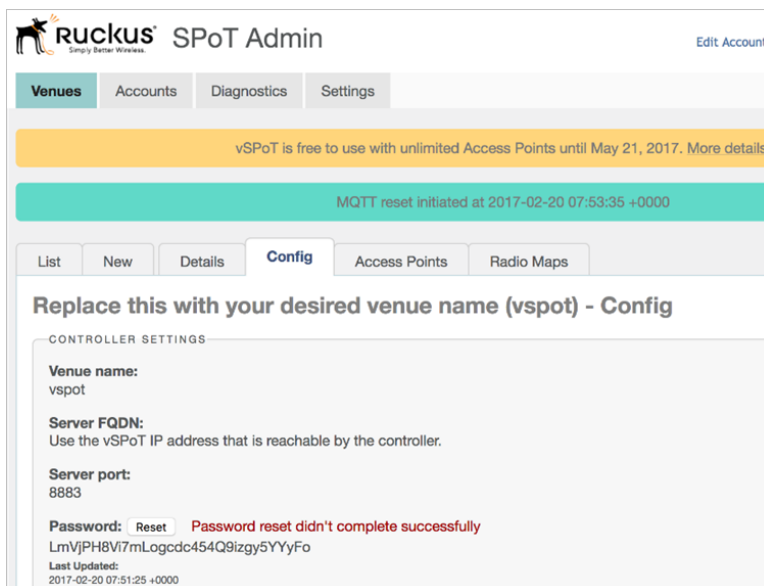 Ruckus® SPoT Admin
Simply Better Wireless.
Edit Account
Venues Accounts Diagnostics Settings
vSPoT is free to use with unlimited Access Points until May 21, 2017. More details
MQTT reset initiated at 2017-02-20 07:53:35 +0000
List New Details Config Access Points Radio Maps
Replace this with your desired venue name (vspot) - Config
CONTROLLER SETTINGS
Venue name:
vspot
Server FQDN:
Use the vSPoT IP address that is reachable by the controller.
Server port:
8883
Password: Reset Password reset didn't complete successfully
LmVjPH8Vi7mLogcdc454Q9izgy5YYyFo
Last Updated:
2017-02-20 07:51:25 +0000